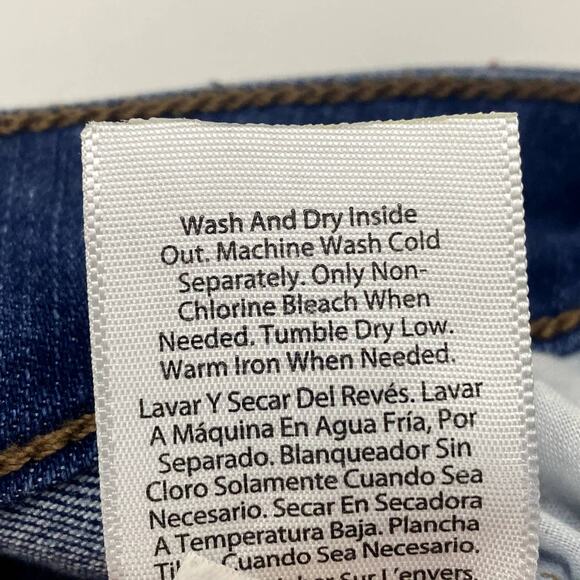 Wash And Dry Inside
Out. Machine Wash Cold
Separately. Only Non-
Chlorine Bleach When
Needed. Tumble Dry Low.
Warm Iron When Needed.
Lavar Y Secar Del Revés. Lavar
A Máquina En Agua Fría, Por
Separado. Blanqueador Sin
Cloro Solamente Cuando Sea
Necesario. Secar En Secadora
A Temperatura Baja. Plancha
Cuando Sea Necesario.
Sur L'envers.